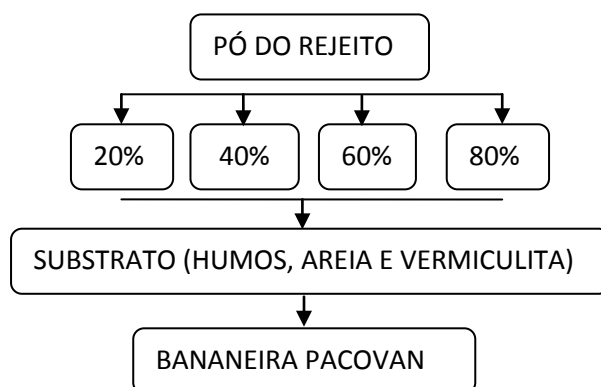 PÓ DO REJEITO
20% 40% 60% 80%
SUBSTRATO (HUMOS, AREIA E VERMICULITA)
BANANEIRA PACOVAN